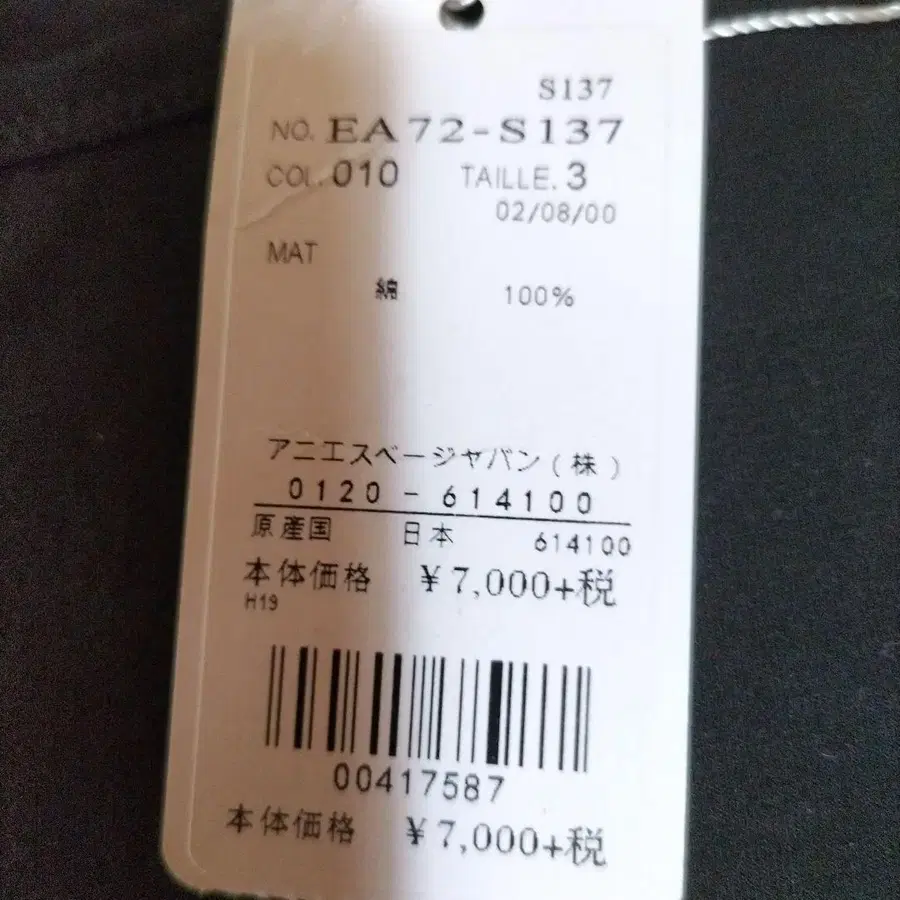 S137
NO. EA72-S137
COL. 010 TAILLE. 3
02/08/00
MAT
綿 100%
アニエスベージャパン(株)
0120-614100
原産国 日本 614100
本体価格 ¥7,000+税
H19
00417587
本体価格 ¥7,000+税